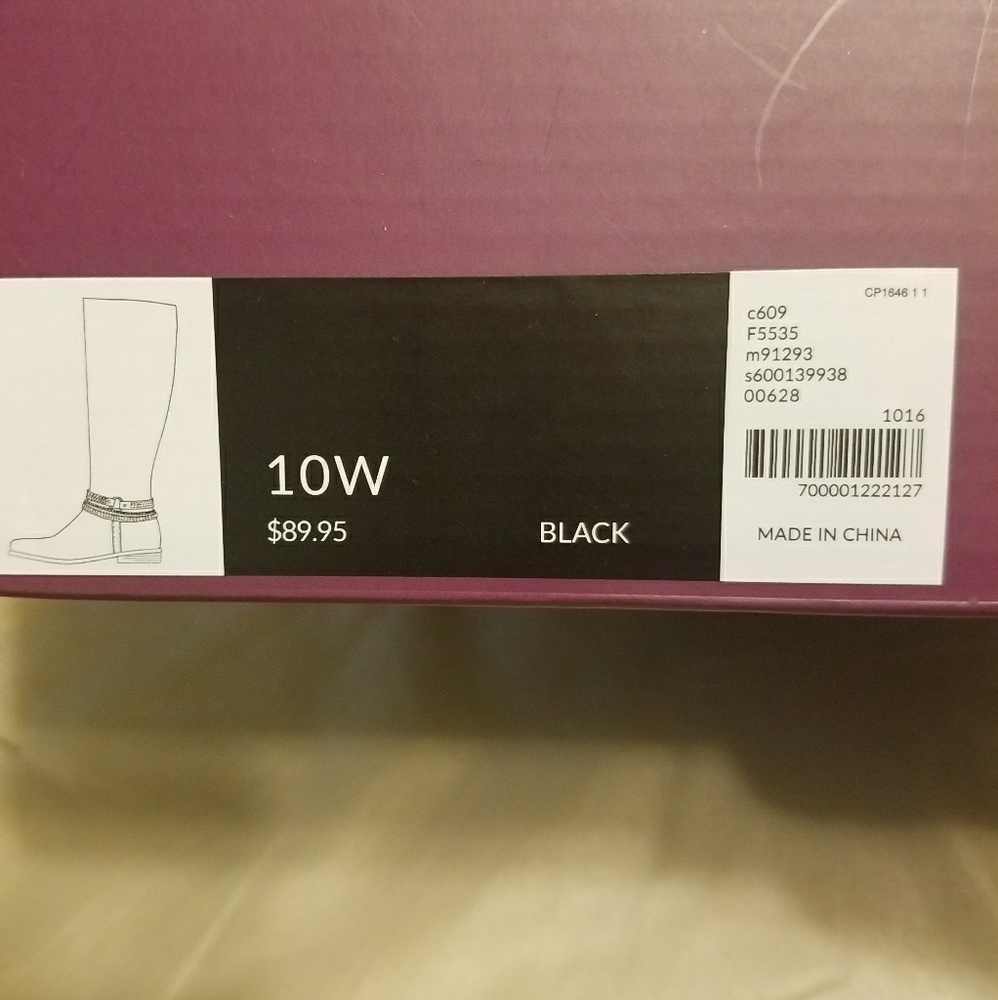 10W
$89.95 BLACK
CP1646 1 1
c609
F5535
m91293
s600139938
00628
1016
700001222127
MADE IN CHINA